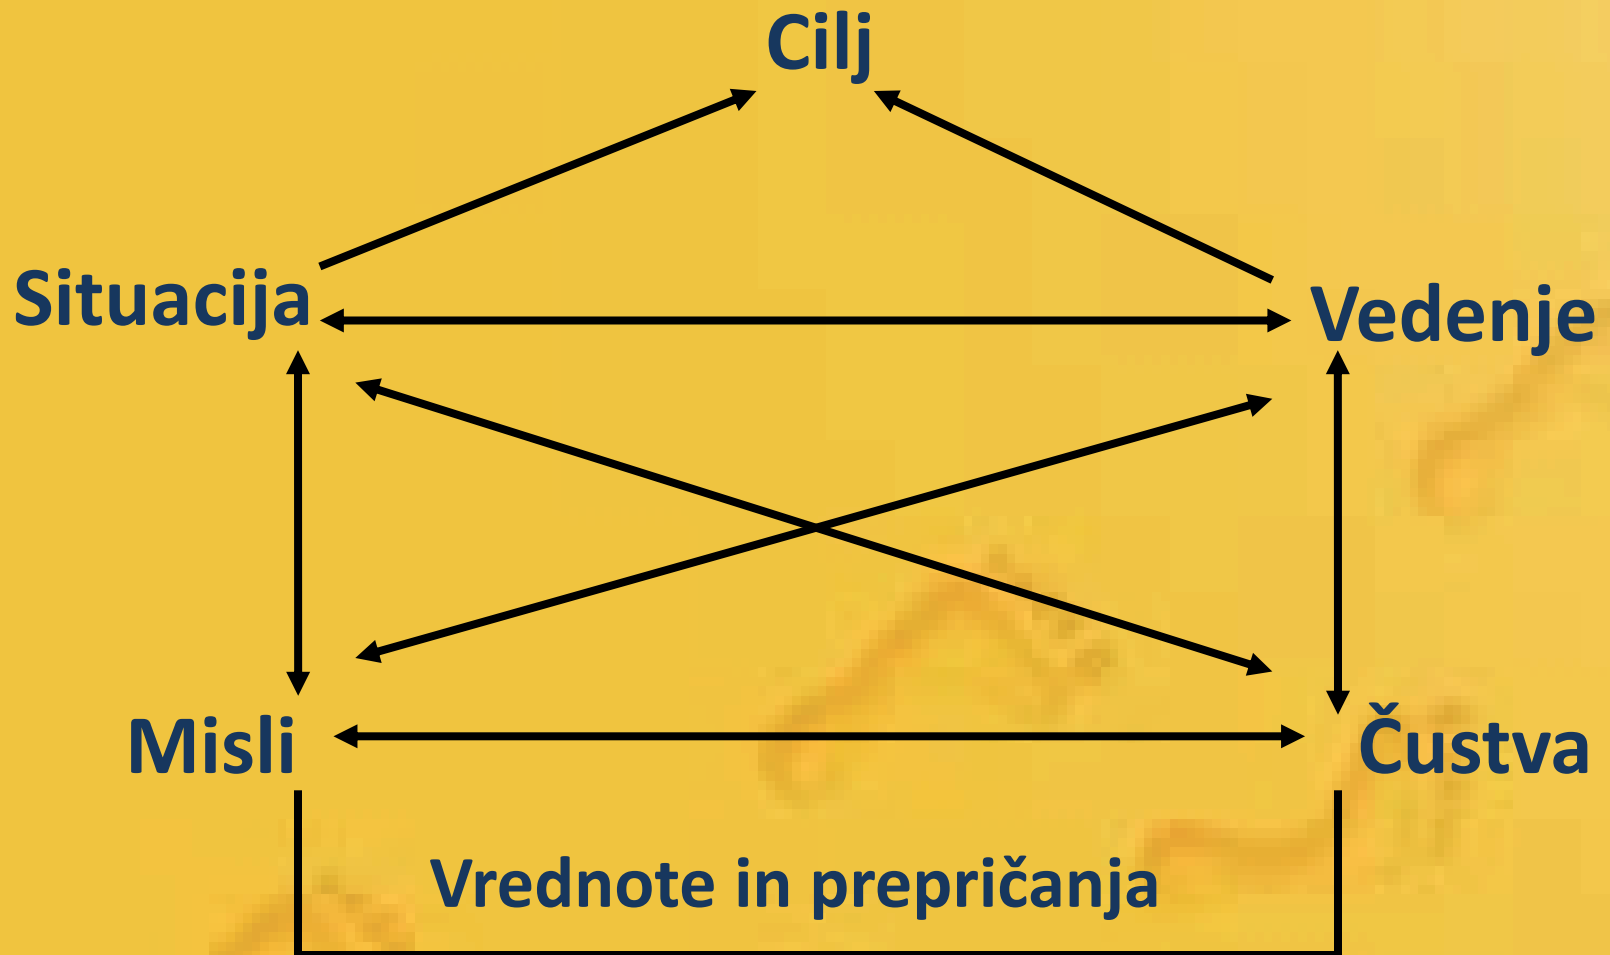 Cilj
Situacija
Vedenje
Misli
Čustva
Vrednote in prepričanja